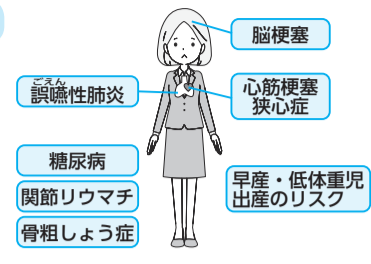 脳梗塞
ごえん
誤嚥性肺炎
心筋梗塞
狭心症
糖尿病
関節リウマチ
骨粗しょう症
早産・低体重児
出産のリスク